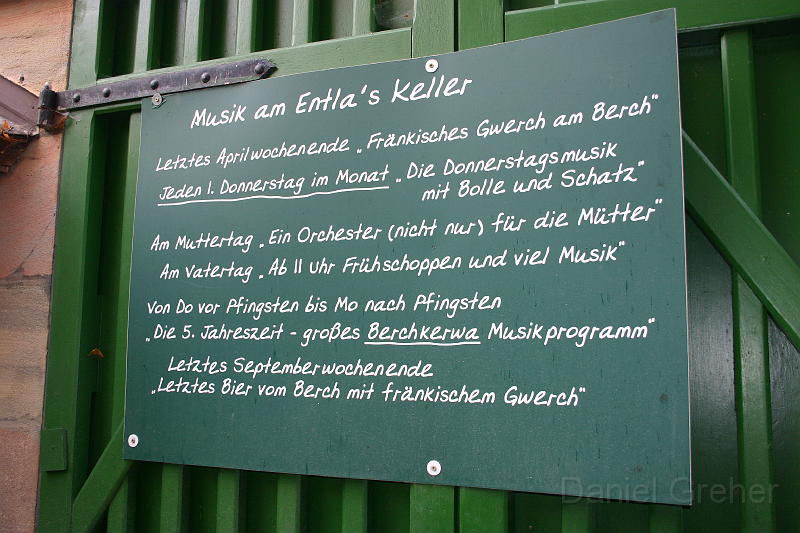 Musik am Entla's Keller
Letztes Aprilwochenende „Fränkisches Gwerch am Berch"
Jeden 1. Donnerstag im Monat „Die Donnerstagsmusik
mit Bolle und Schatz"
Am Muttertag „Ein Orchester (nicht nur) für die Mütter"
Am Vatertag „Ab 11 Uhr Frühschoppen und viel Musik"
Von Do vor Pfingsten bis Mo nach Pfingsten
„Die 5. Jahreszeit - großes Berchkerwa Musikprogramm"
Letztes Septemberwochenende
„Letztes Bier vom Berch mit fränkischem Gwerch"
Daniel Greher